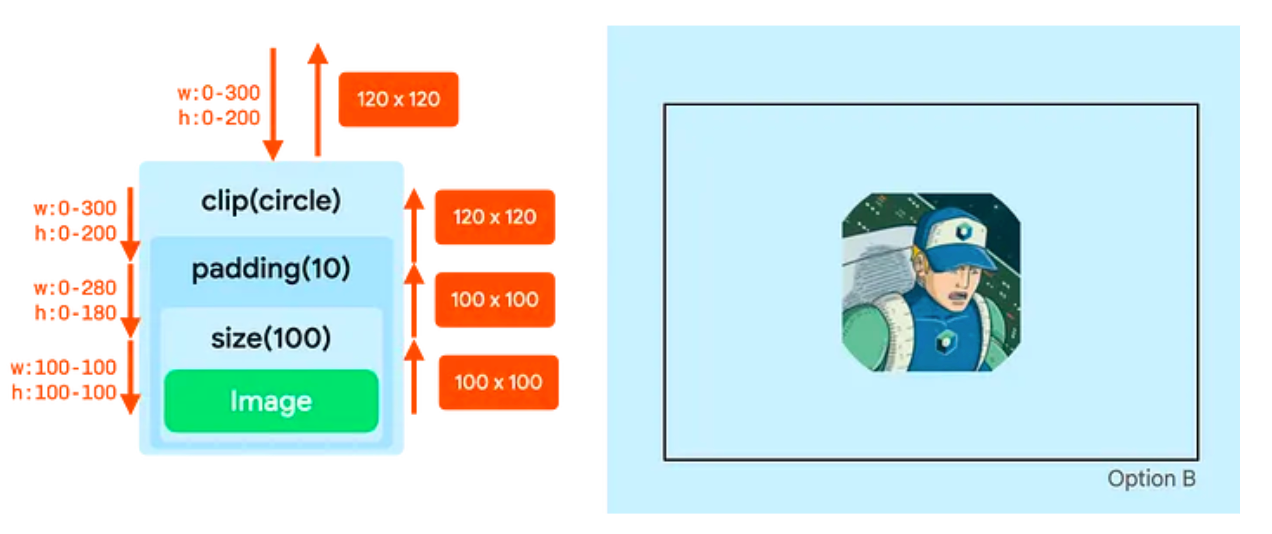 w:0-300
h:0-200
120 x 120
clip(circle)
w:0-300
h:0-200
120 x 120
padding(10)
w:0-280
h:0-180
100 x 100
size(100)
w:100-100
h:100-100
100 x 100
Image
Option B